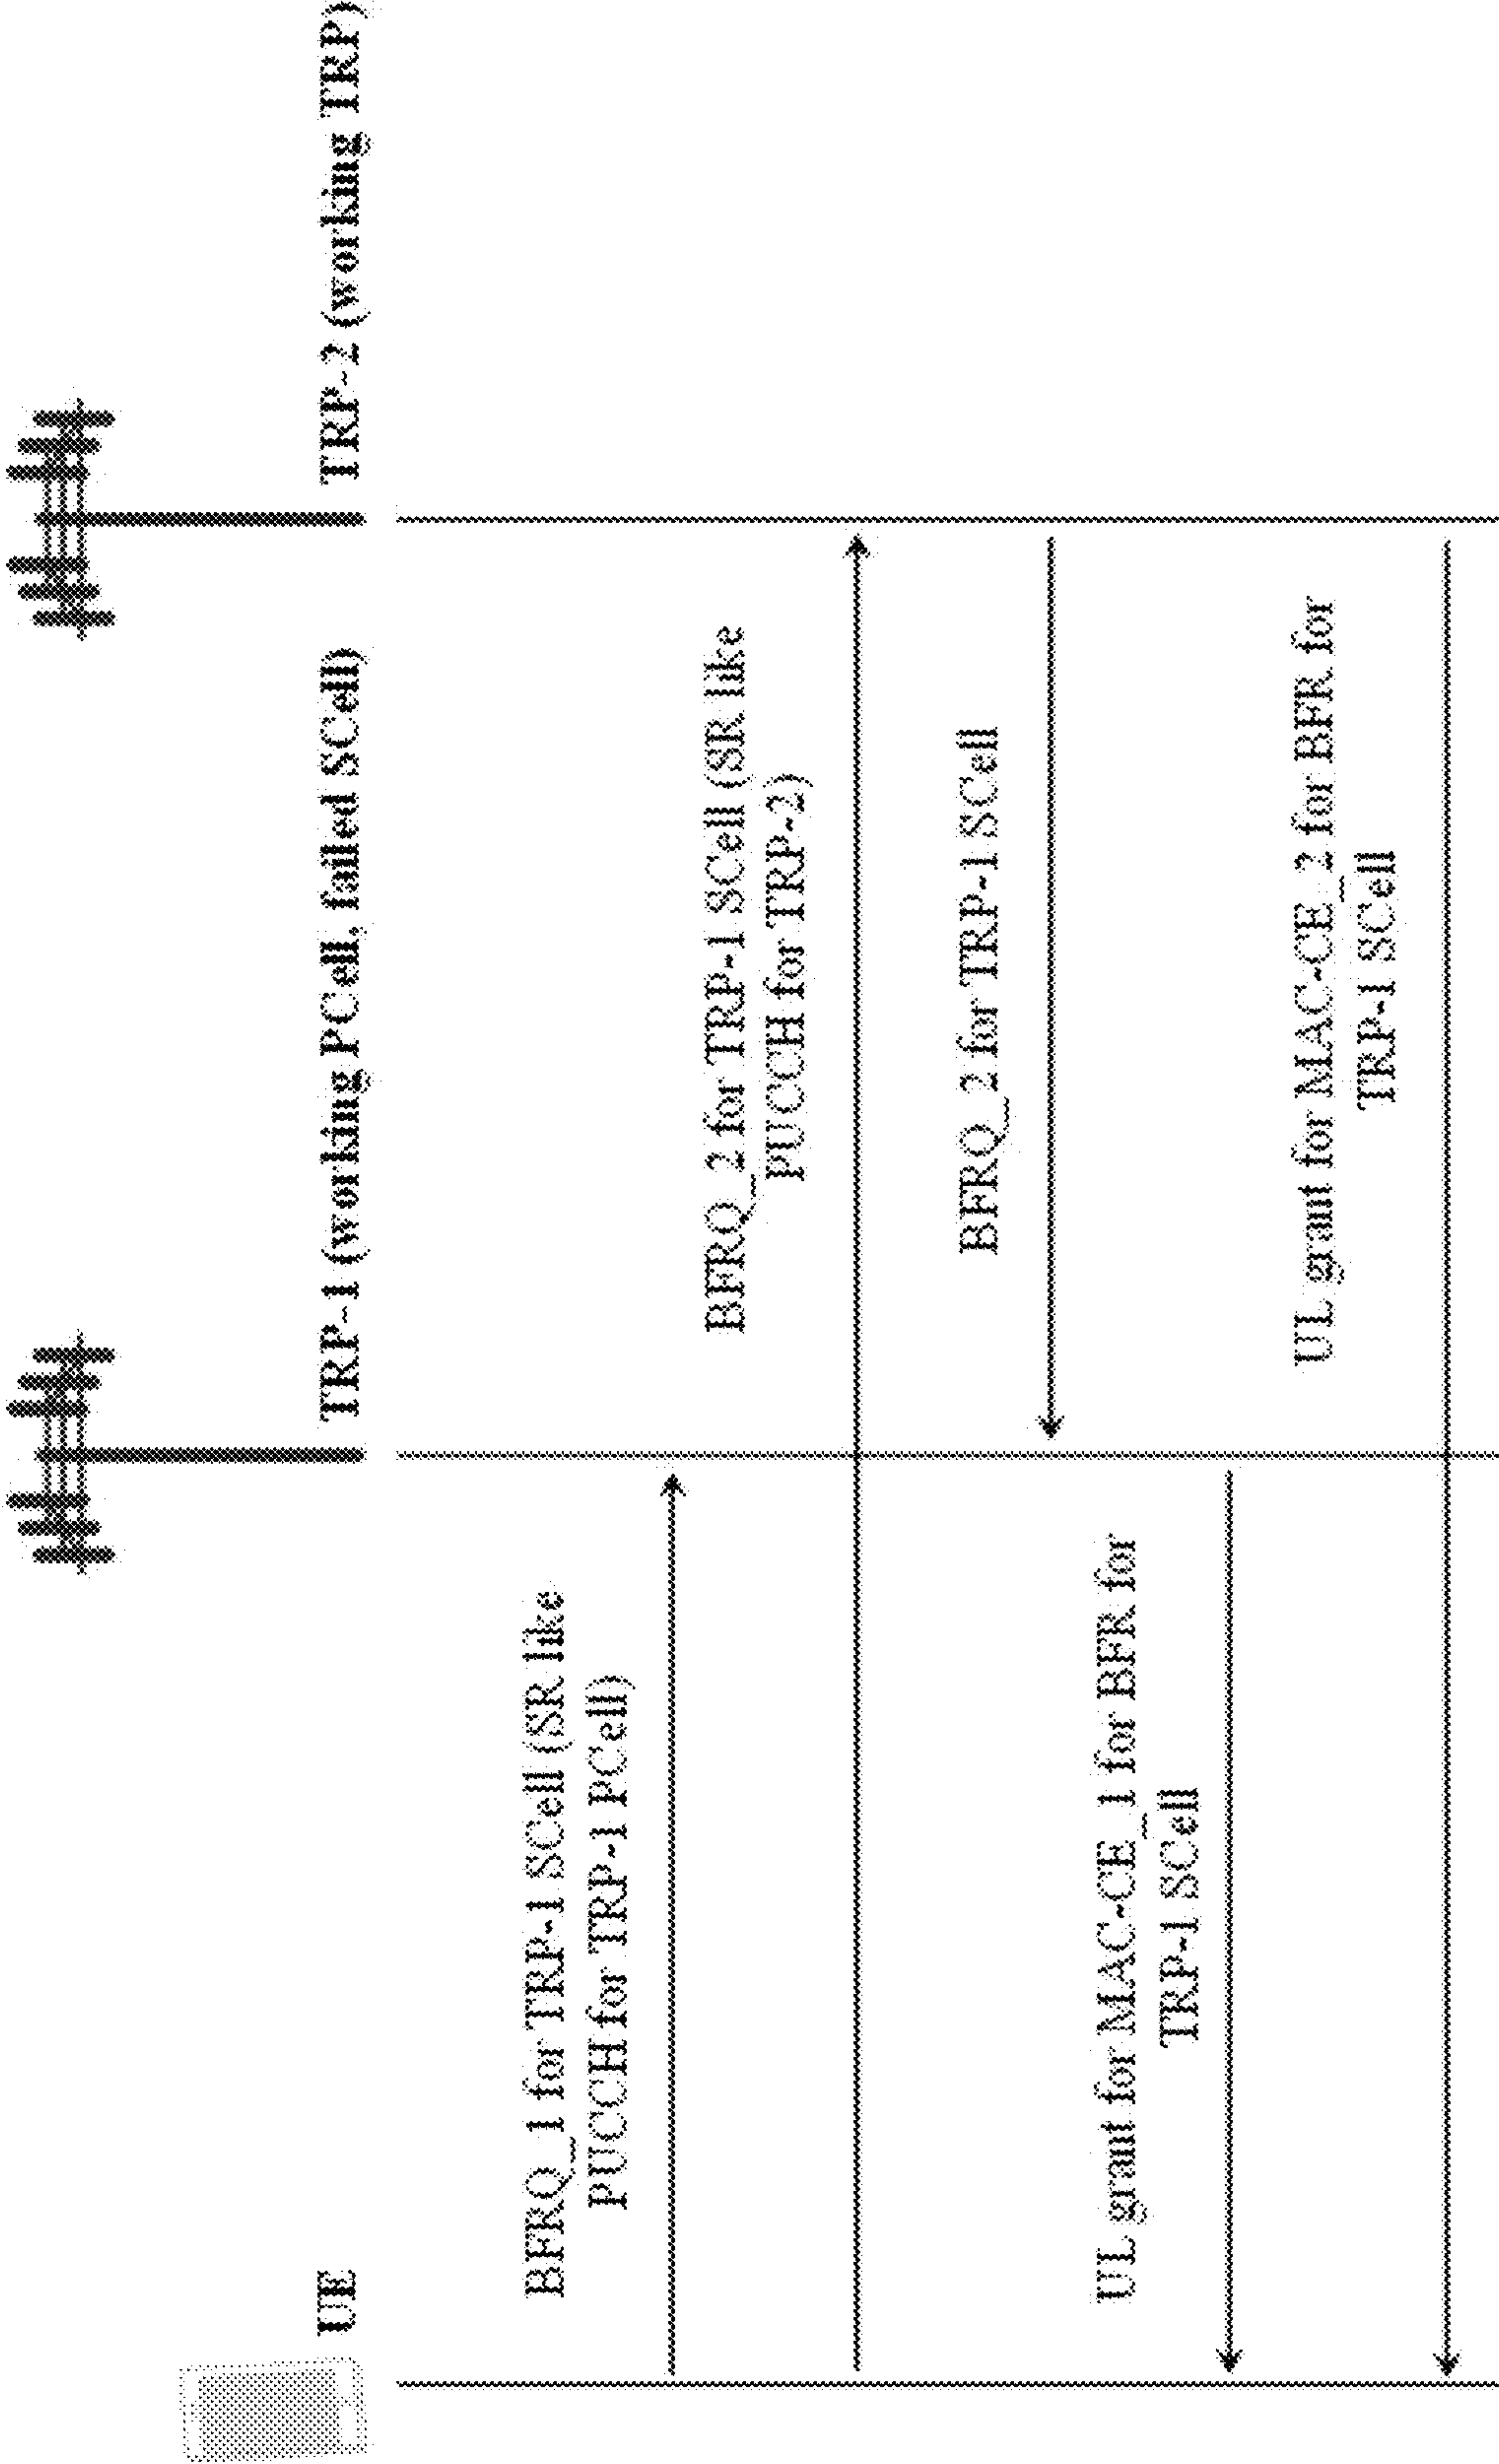 UE
TRP-1 (working PCell, failed SCell)
TRP-2 (working TRP)
BFRQ_1 for TRP-1 SCell (SR like
PUCCH for TRP-1 PCell)
BFRQ_2 for TRP-1 SCell (SR like
PUCCH for TRP-2)
BFRQ_2 for TRP-1 SCell
UL grant for MAC-CE_1 for BFR for
TRP-1 SCell
UL grant for MAC-CE_2 for BFR for
TRP-1 SCell